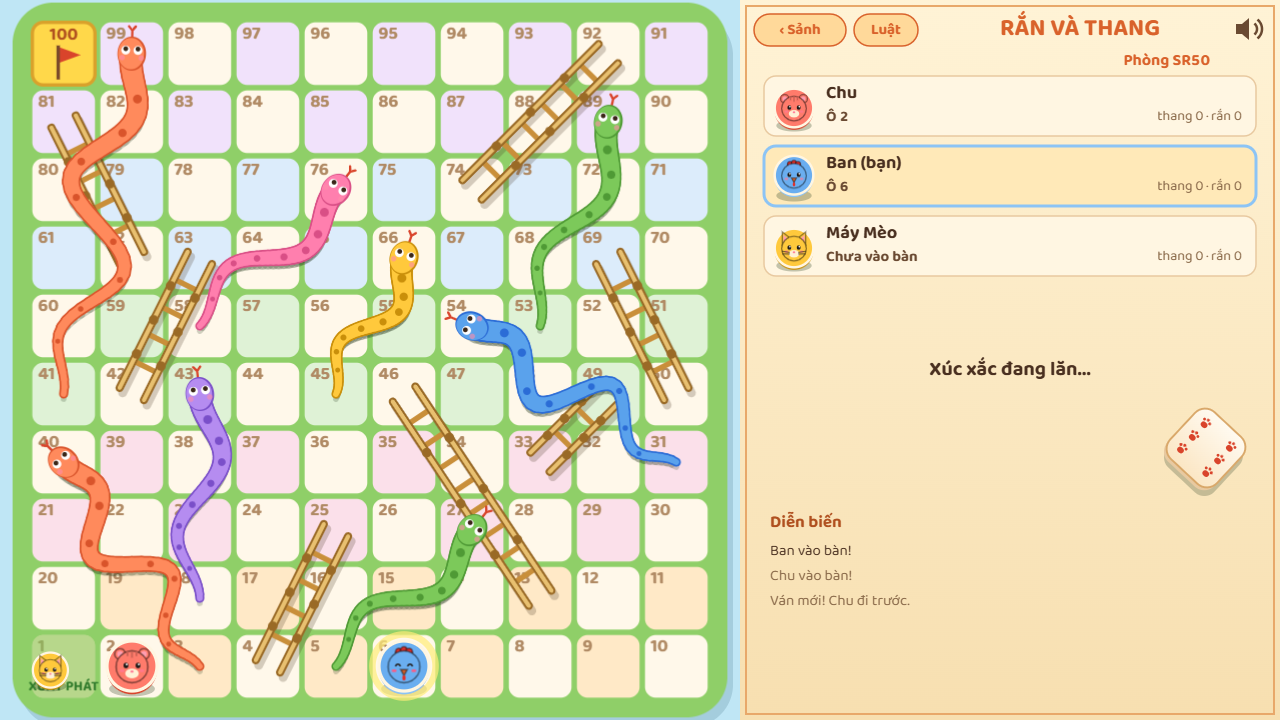 100 99 98 97 96 95 94 93 92 91
81 82 83 84 85 86 87 88 89 90
80 79 78 77 76 75 74 73 72 71
61 63 64 66 67 68 69 70
60 59 57 56 55 54 53 52 51
41 42 43 44 45 46 47 49
40 39 38 37 36 35 34 33 32 31
21 22 24 25 26 27 28 29 30
20 19 17 16 15 13 12 11
1 2 3 4 5 6 7 8 9 10
‹ Sảnh
Luật
RẮN VÀ THANG
Phòng SR50
Chu
Ô 2
thang 0 · rắn 0
Ban (bạn)
Ô 6
thang 0 · rắn 0
Máy Mèo
Chưa vào bàn
thang 0 · rắn 0
Xúc xắc đang lăn...
Diễn biến
Ban vào bàn!
Chu vào bàn!
Ván mới! Chu đi trước.